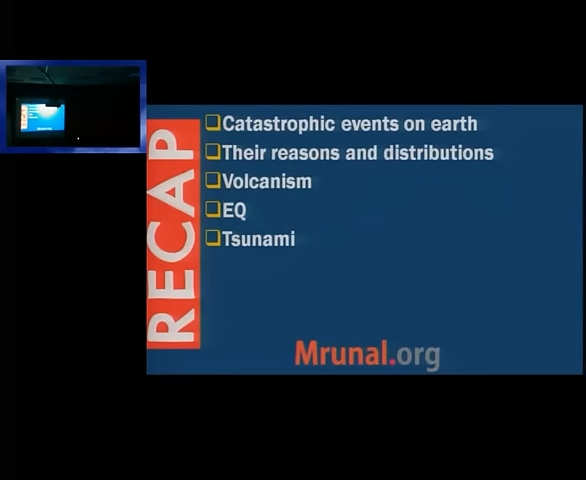 RECAP
Catastrophic events on earth
Their reasons and distributions
Volcanism
EQ
Tsunami
Mrunal.org